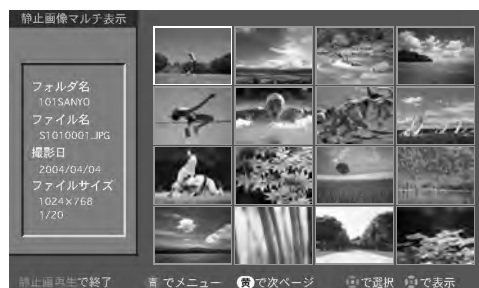 静止画像マルチ表示
フォルダ名
101SANYO
ファイル名
S1010001.JPG
撮影日
2004/04/04
ファイルサイズ
1024×768
1/20
静止画再生で終了 青でメニュー 黄で次ページ で選択 で表示